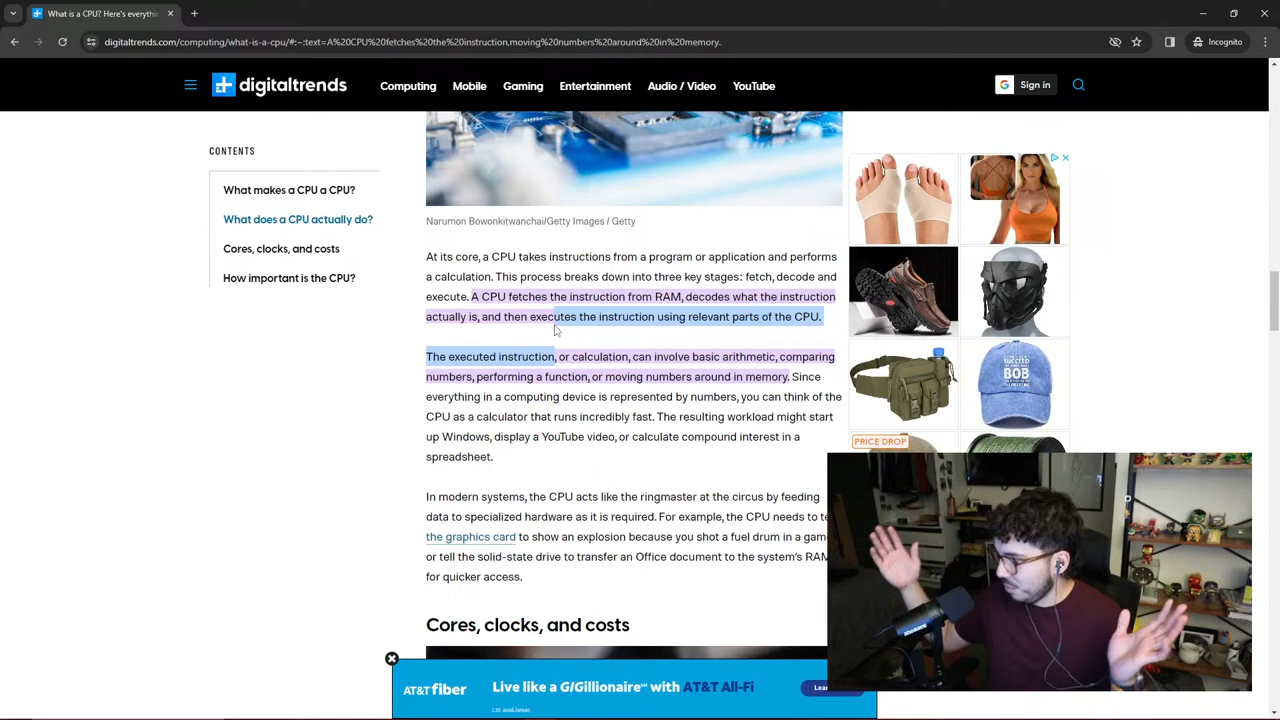 What is a CPU? Here's everythi
digitaltrends.com/computing/what-is-a-cpu/#:~:text=A%20CPU%20fetches%20the%20instruction,moving%20numbers%20around%20in%20memory.
Incognito
digitaltrends
Computing
Mobile
Gaming
Entertainment
Audio / Video
YouTube
Sign in
CONTENTS
What makes a CPU a CPU?
What does a CPU actually do?
Cores, clocks, and costs
How important is the CPU?
Narumon Bowonkitwanchai/Getty Images / Getty
At its core, a CPU takes instructions from a program or application and performs
a calculation. This process breaks down into three key stages: fetch, decode and
execute. A CPU fetches the instruction from RAM, decodes what the instruction
actually is, and then executes the instruction using relevant parts of the CPU.
The executed instruction, or calculation, can involve basic arithmetic, comparing
numbers, performing a function, or moving numbers around in memory. Since
everything in a computing device is represented by numbers, you can think of the
CPU as a calculator that runs incredibly fast. The resulting workload might start
up Windows, display a YouTube video, or calculate compound interest in a
spreadsheet.
In modern systems, the CPU acts like the ringmaster at the circus by feeding
data to specialized hardware as it is required. For example, the CPU needs to te
the graphics card to show an explosion because you shot a fuel drum in a gam
or tell the solid-state drive to transfer an Office document to the system's RAM
for quicker access.
Cores, clocks, and costs
BOB
PRICE DROP
AT&T
fiber
Live like a GIGillionaire℠ with AT&T All-Fi
Lea
Ltd. avail/areas.